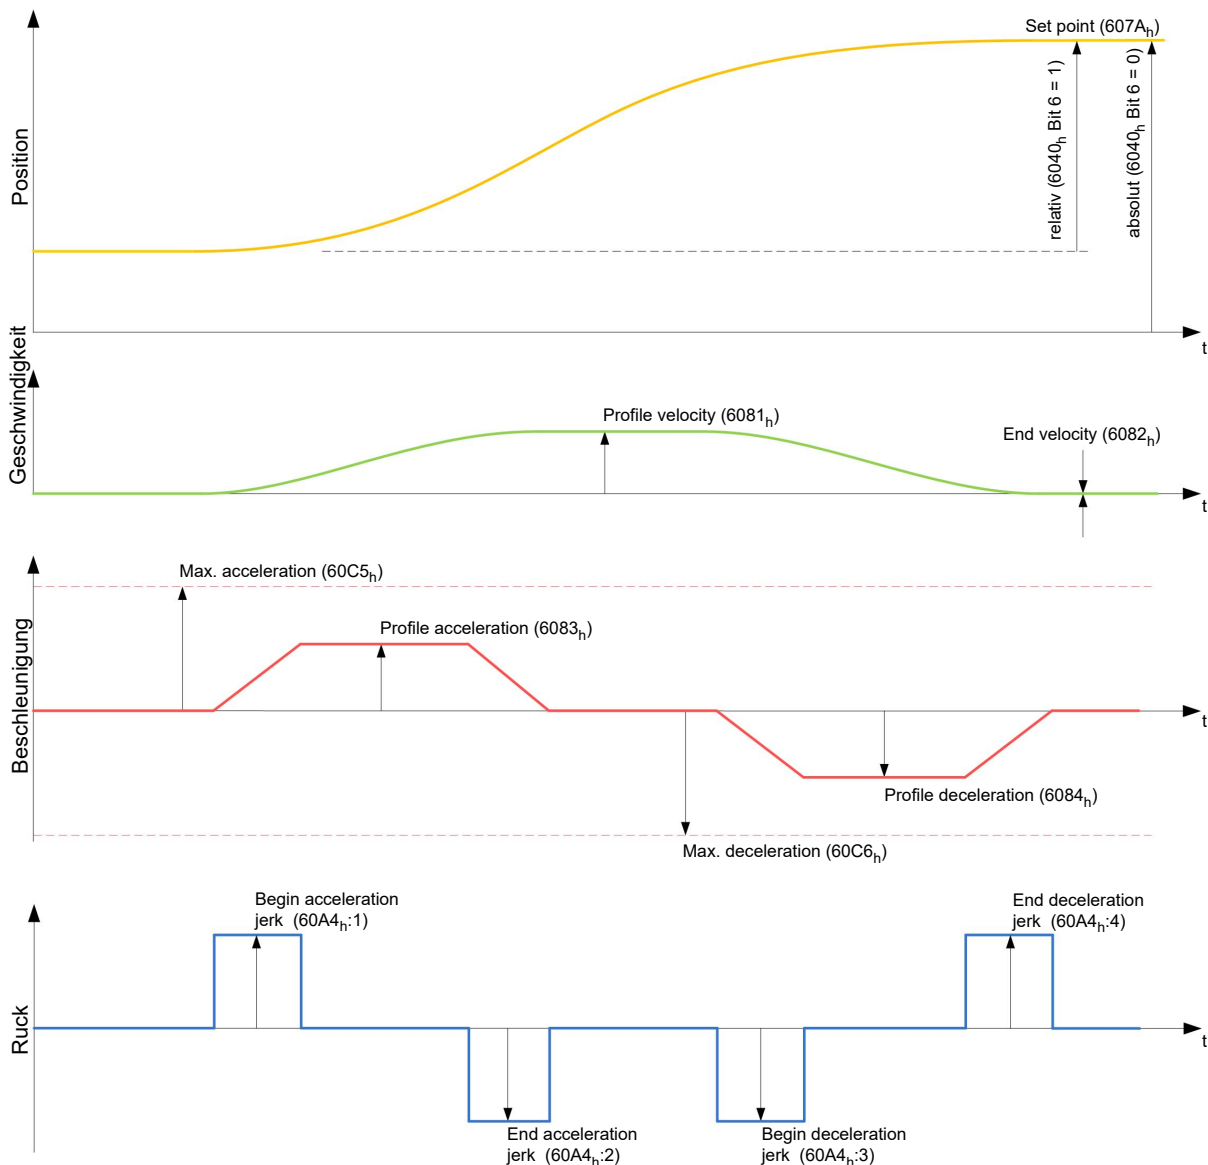 Position
Set point (607Ah)
relativ (6040h Bit 6 = 1)
absolut (6040h Bit 6 = 0)
t
Geschwindigkeit
Profile velocity (6081h)
End velocity (6082h)
t
Beschleunigung
Max. acceleration (60C5h)
Profile acceleration (6083h)
t
Profile deceleration (6084h)
Max. deceleration (60C6h)
Ruck
Begin acceleration
jerk (60A4h:1)
End deceleration
jerk (60A4h:4)
t
End acceleration
jerk (60A4h:2)
Begin deceleration
jerk (60A4h:3)